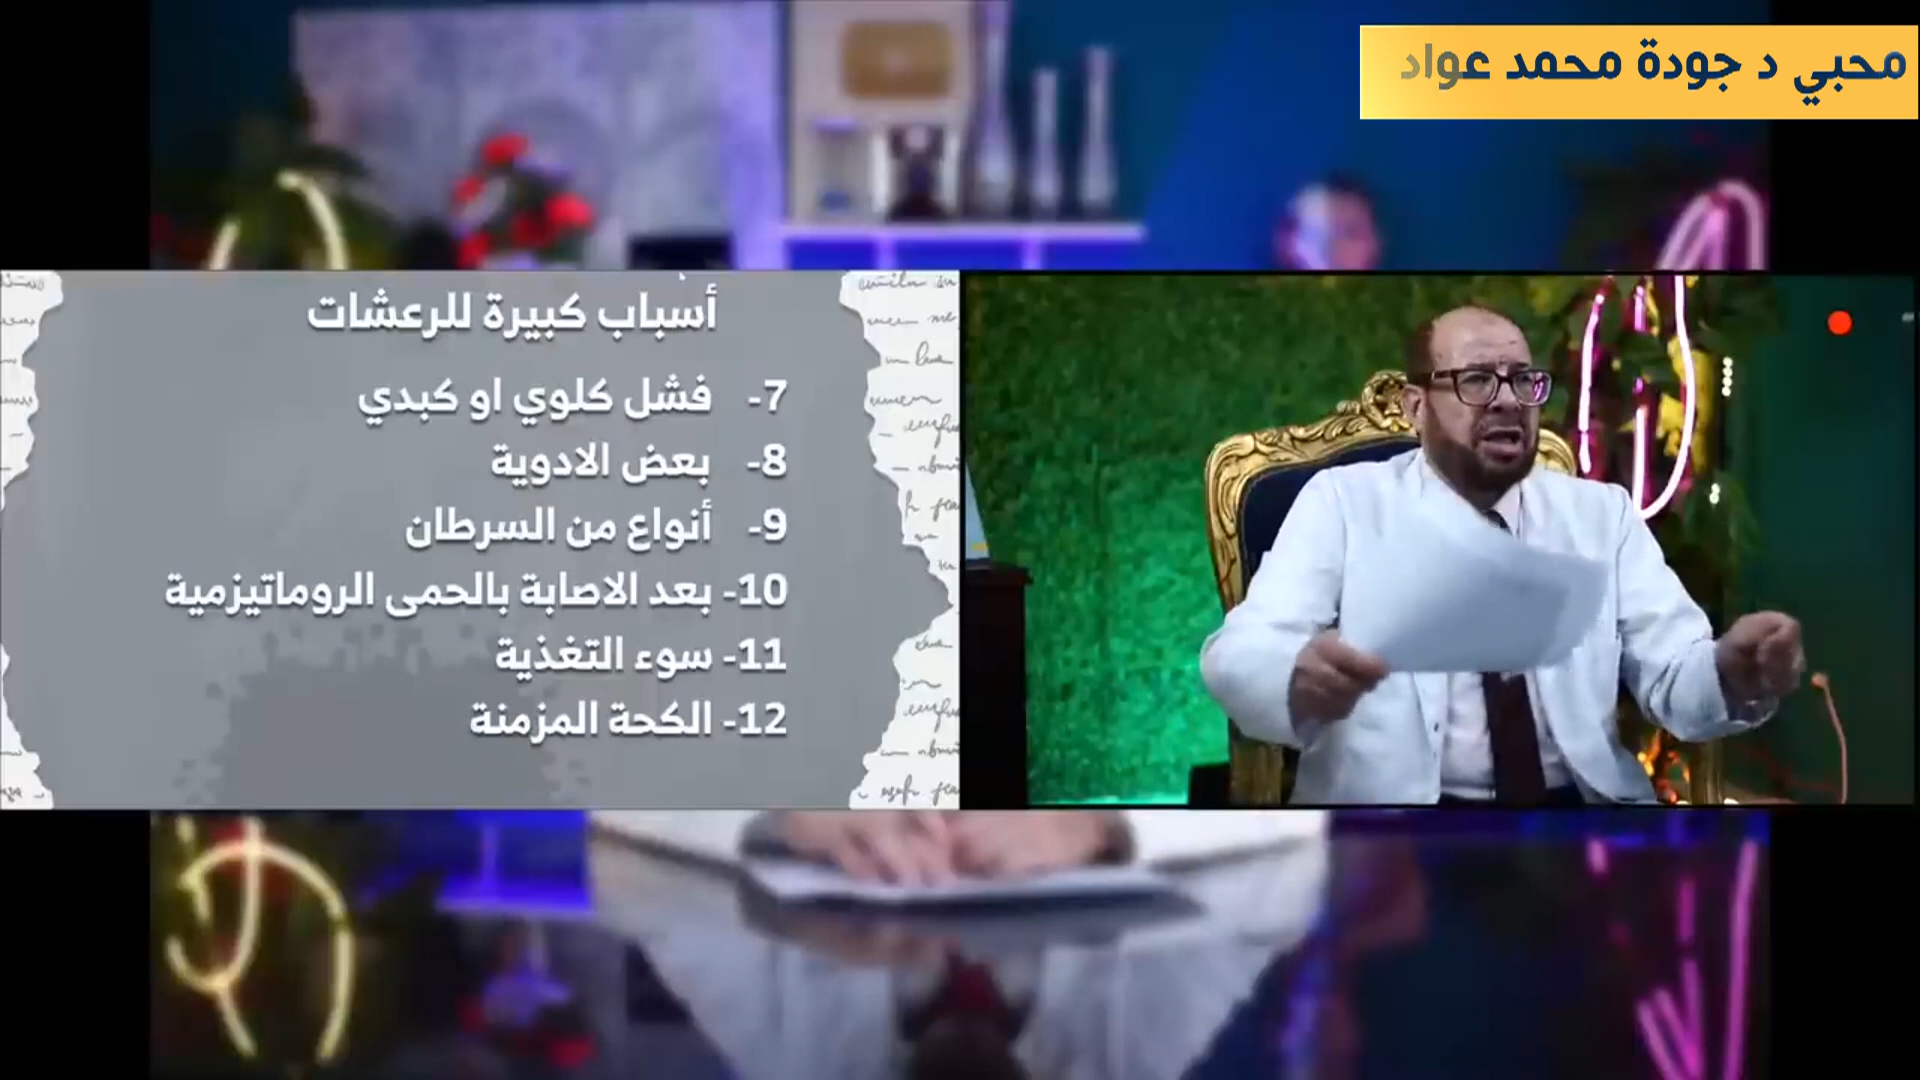 محبي د جودة محمد عواد
أسباب كبيرة للرعشات
7- فشل كلوي او كبدي
8- بعض الادوية
9- أنواع من السرطان
10- بعد الاصابة بالحمى الروماتيزمية
11- سوء التغذية
12- الكحة المزمنة